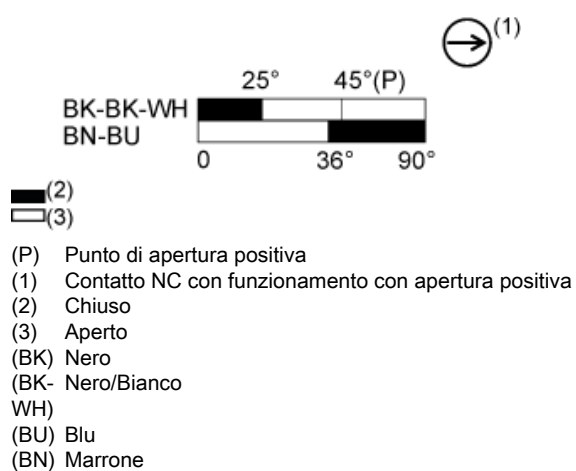 (1)
25° 45°(P)
BK-BK-WH
BN-BU
0 36° 90°
(2)
(3)
(P) Punto di apertura positiva
(1) Contatto NC con funzionamento con apertura positiva
(2) Chiuso
(3) Aperto
(BK) Nero
(BK- Nero/Bianco
WH)
(BU) Blu
(BN) Marrone